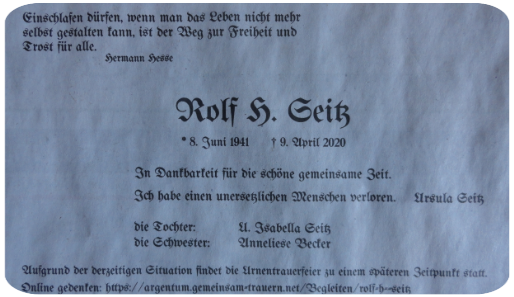 Einschlafen dürfen, wenn man das Leben nicht mehr
selbst gestalten kann, ist der Weg zur Freiheit und
Trost für alle.
Hermann Hesse
Rolf H. Seitz
* 8. Juni 1941 † 9. April 2020
In Dankbarkeit für die schöne gemeinsame Zeit.
Ich habe einen unersetzlichen Menschen verloren. Ursula Seitz
die Tochter: U. Isabella Seitz
die Schwester: Anneliese Becker
Aufgrund der derzeitigen Situation findet die Urnentrauerfeier zu einem späteren Zeitpunkt statt.
Online gedenken: https://argentum.gemeinsam-trauern.net/Begleiten/rolf-h--seitz